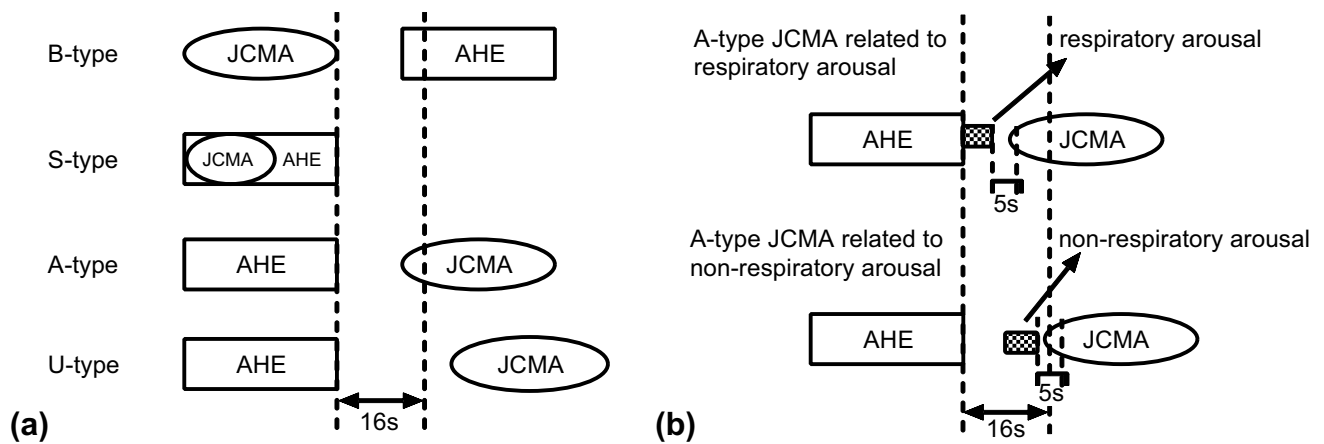 B-type
JCMA
AHE
S-type
JCMA
AHE
A-type
AHE
JCMA
U-type
AHE
JCMA
16s
(a)
A-type JCMA related to
respiratory arousal
respiratory arousal
AHE
JCMA
5s
A-type JCMA related to
non-respiratory arousal
non-respiratory arousal
AHE
JCMA
5s
16s
(b)